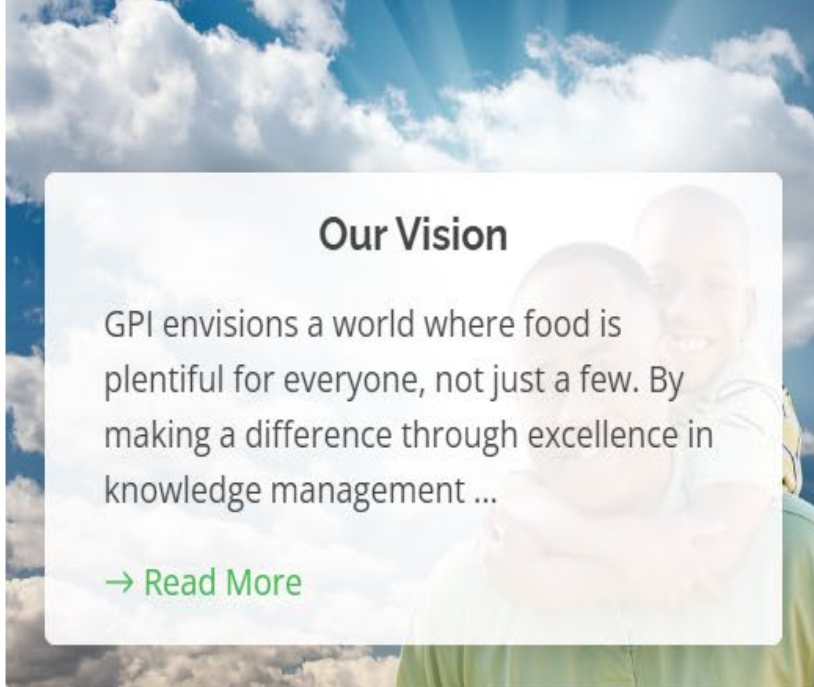 Our Vision
GPI envisions a world where food is
plentiful for everyone, not just a few. By
making a difference through excellence in
knowledge management ...
→ Read More